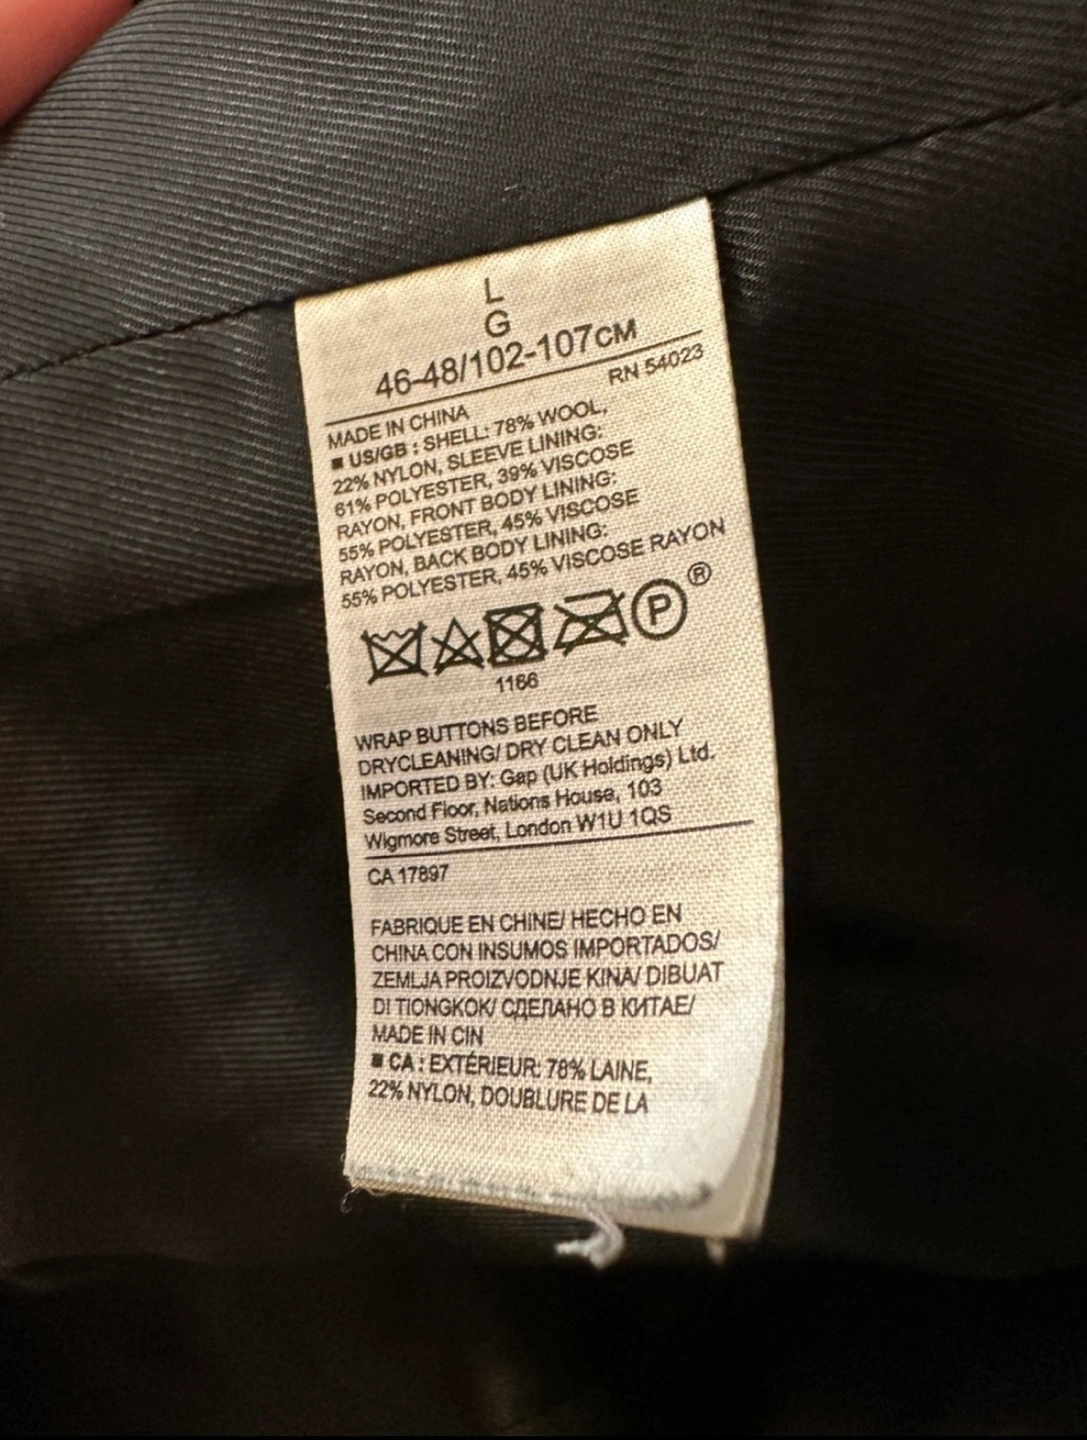 L
G
46-48/102-107CM
RN 54023
MADE IN CHINA
■ US/GB : SHELL: 78% WOOL,
22% NYLON, SLEEVE LINING:
61% POLYESTER, 39% VISCOSE
RAYON, FRONT BODY LINING:
55% POLYESTER, 45% VISCOSE
RAYON, BACK BODY LINING:
55% POLYESTER, 45% VISCOSE RAYON
P ®
1166
WRAP BUTTONS BEFORE
DRYCLEANING/ DRY CLEAN ONLY
IMPORTED BY: Gap (UK Holdings) Ltd.
Second Floor, Nations House, 103
Wigmore Street, London W1U 1QS
CA 17897
FABRIQUE EN CHINE/ HECHO EN
CHINA CON INSUMOS IMPORTADOS/
ZEMLJA PROIZVODNJE KINA/ DIBUAT
DI TIONGKOK/ СДЕЛАНО В КИТАЕ/
MADE IN CIN
■ CA : EXTÉRIEUR: 78% LAINE,
22% NYLON, DOUBLURE DE LA